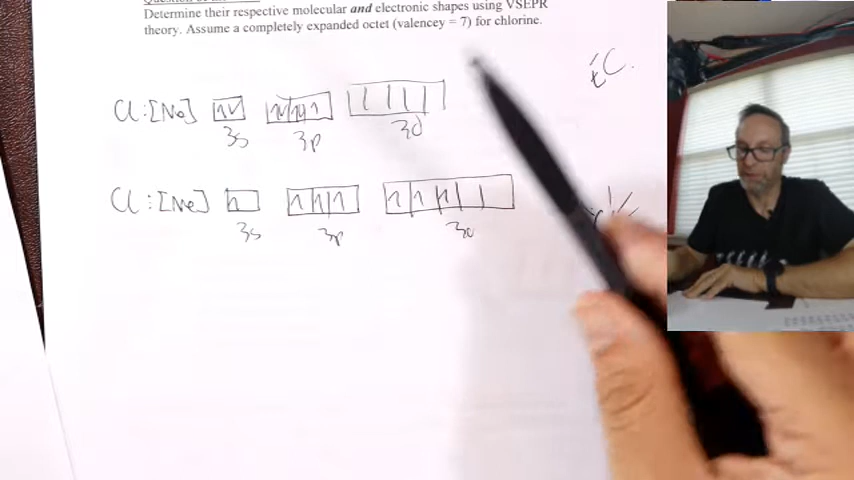 Determine their respective molecular and electronic shapes using VSEPR
theory. Assume a completely expanded octet (valencey = 7) for chlorine.
Cl:[Ne]
3s 3p 3d
Cl:[Ne]
3s 3p